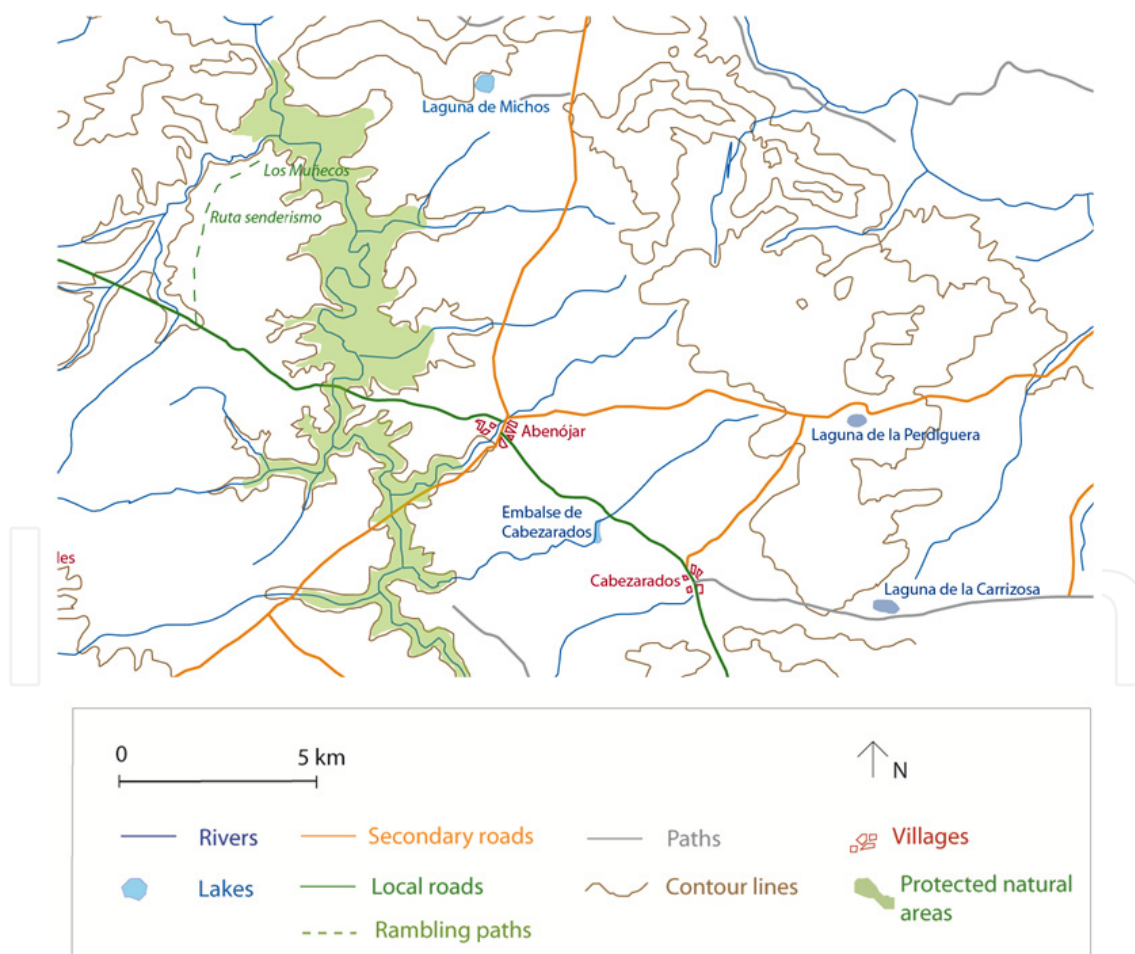 Laguna de Michos
Los Muñecos
Ruta senderismo
Abenójar
Laguna de la Perdiguera
Embalse de
Cabezarados
les
Cabezarados
Laguna de la Carrizosa
0
5 km
N
Rivers
Secondary roads
Paths
Villages
Lakes
Local roads
Contour lines
Protected natural
areas
Rambling paths